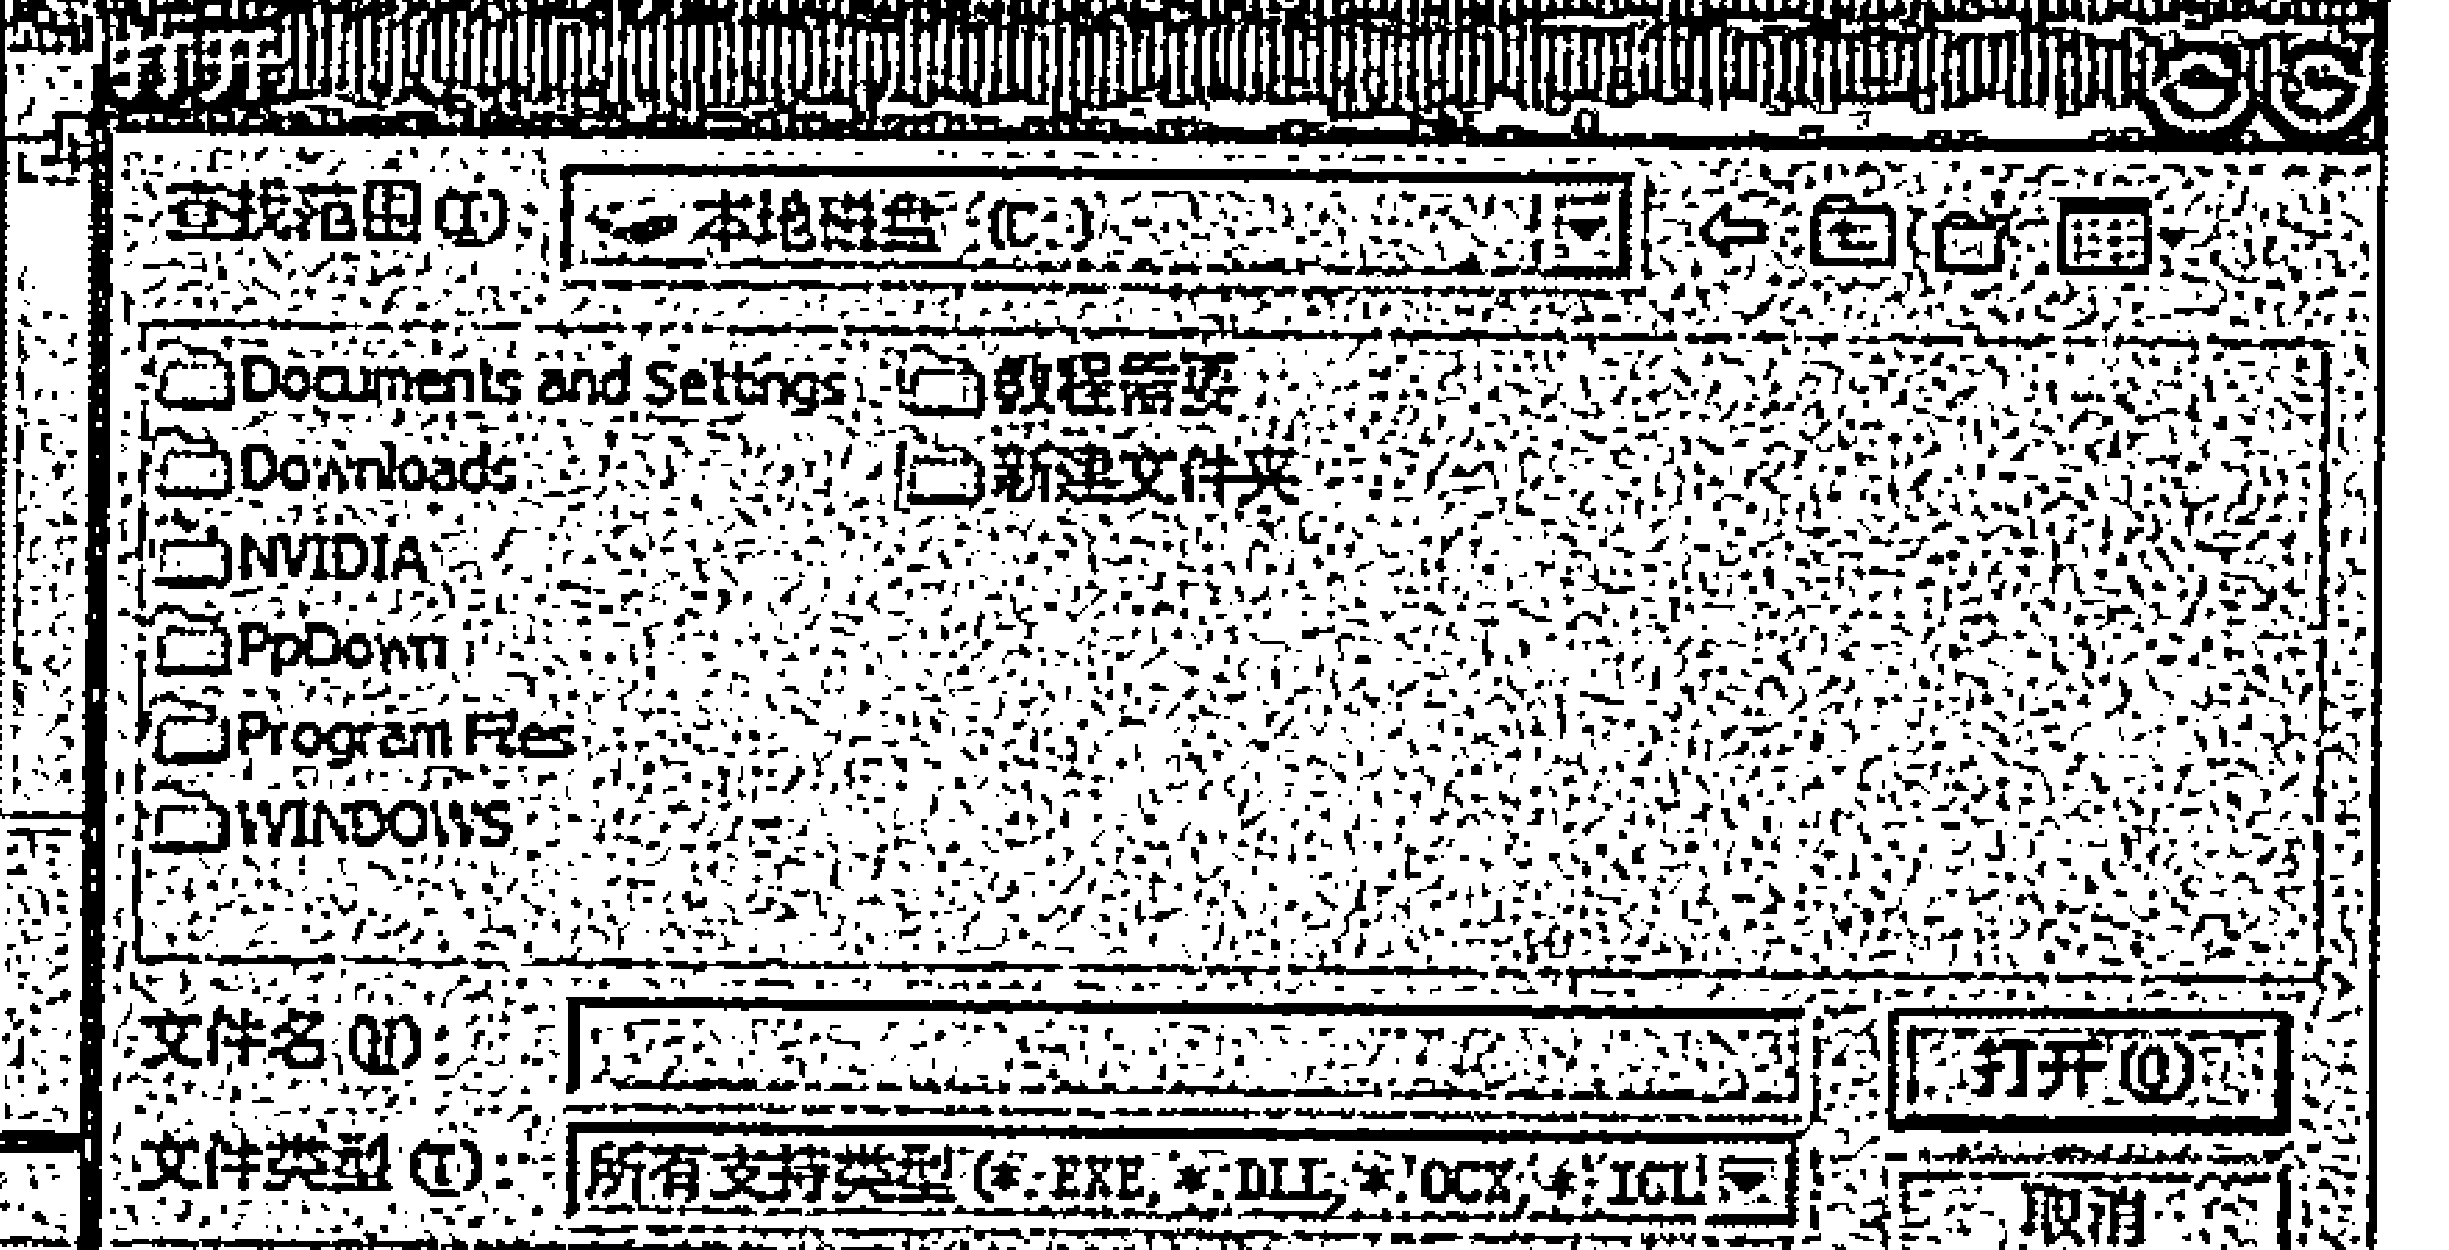 打开
查找范围(I) 本地磁盘 (C:)
Documents and Settings 教程需要
Downloads 新建文件夹
NVIDIA
PpDown
Program Files
WINDOWS
文件名(N):
打开(O)
文件类型(T): 所有支持类型(*.EXE,*.DLL,*.OCX,*.ICL
取消